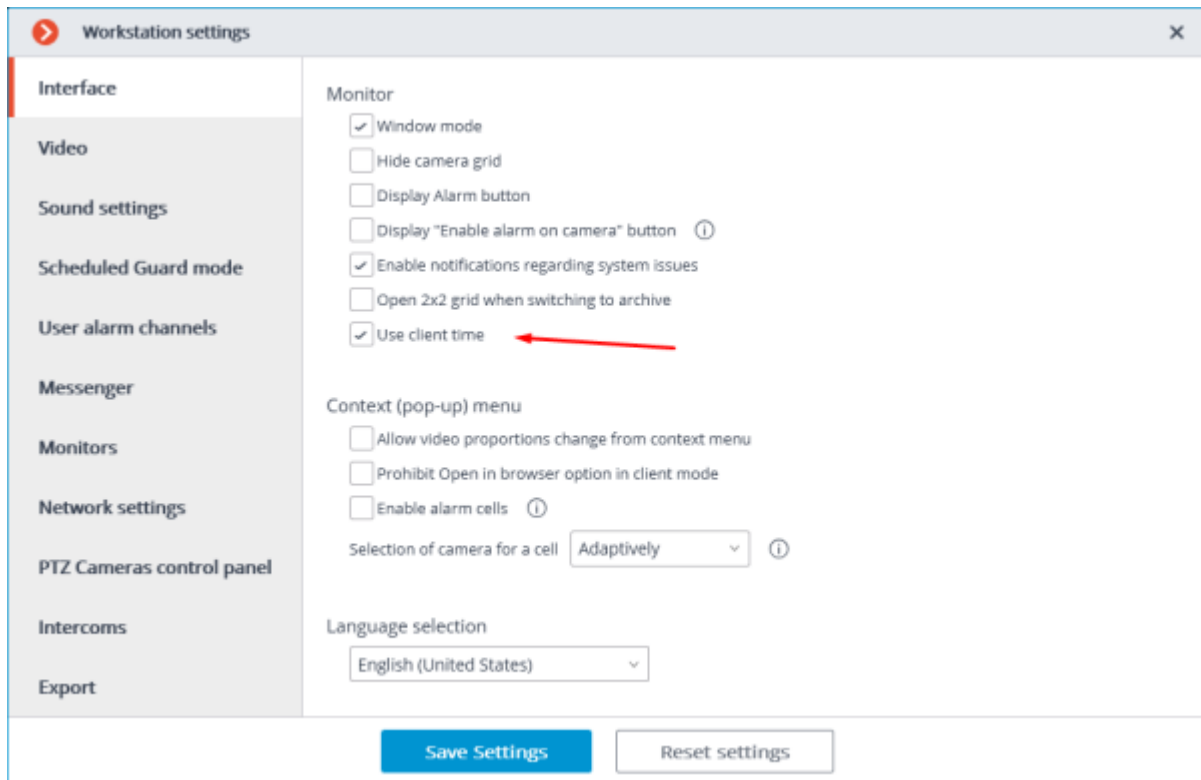 Workstation settings
Interface
Video
Sound settings
Scheduled Guard mode
User alarm channels
Messenger
Monitors
Network settings
PTZ Cameras control panel
Intercoms
Export
Monitor
Window mode
Hide camera grid
Display Alarm button
Display "Enable alarm on camera" button
Enable notifications regarding system issues
Open 2x2 grid when switching to archive
Use client time
Context (pop-up) menu
Allow video proportions change from context menu
Prohibit Open in browser option in client mode
Enable alarm cells
Selection of camera for a cell Adaptively
Language selection
English (United States)
Save Settings Reset settings